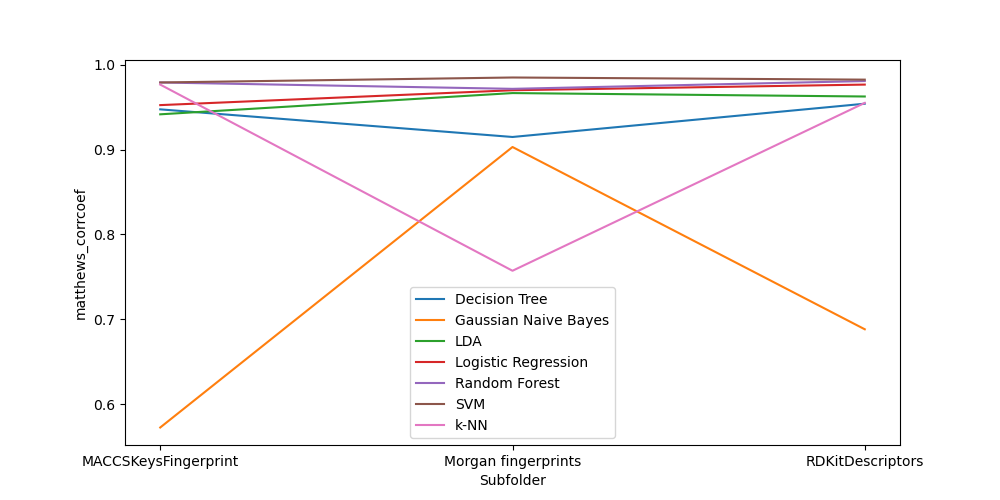 1.0
0.9
0.8
0.7
0.6
matthews_corrcoef
Decision Tree
Gaussian Naive Bayes
LDA
Logistic Regression
Random Forest
SVM
k-NN
MACCSKeysFingerprint
Morgan fingerprints
RDKitDescriptors
Subfolder